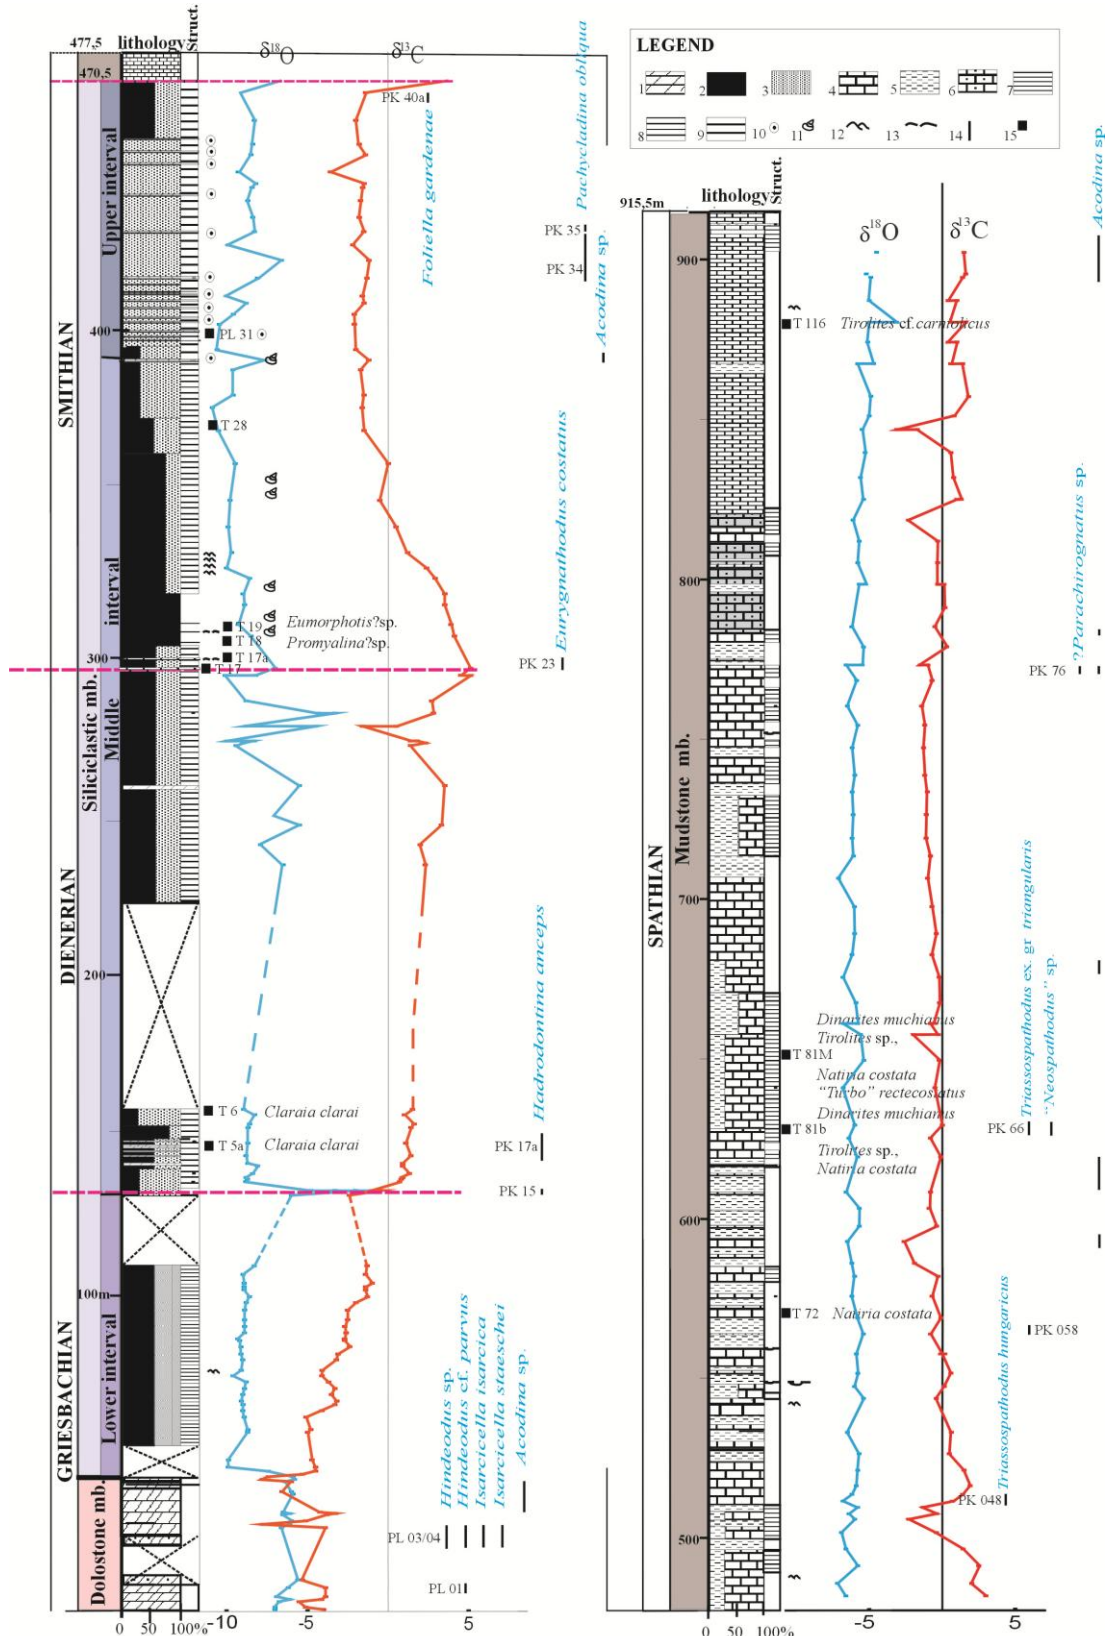 477,5
470,5
lithology
Struct.
δ18O
δ13C
LEGEND
1
2
3
4
5
6
7
8
9
10
11
12
13
14
15
SMITHIAN
DIENERIAN
GRIESBACHIAN
Siliciclastic mb.
Dolostone mb.
Upper interval
Middle interval
Lower interval
400
300
200
100m
PK 40a
Foliella gardenae
Pachycladina obliqua
PK 35
PK 34
Acodina sp.
PL 31
T 28
Eurygnathodus costatus
T 19
Eumorphotis?sp.
T 18
Promyalina?sp.
T 17a
T 17
PK 23
Hadrodontina anceps
T 6
Claraia clarai
T 5a
Claraia clarai
PK 17a
PK 15
Hindeodus sp.
Hindeodus cf. parvus
Isarcicella isarcica
Isarcicella staeschei
Acodina sp.
PL 03/04
PL 01
0
50
100%
-10
-5
5
915,5m
lithology
Struct.
δ18O
δ13C
Acodina sp.
SPATHIAN
Mudstone mb.
900
800
700
600
500
T 116
Tirolites cf.carniolicus
?Parachirognatus sp.
PK 76
Triassospathodus ex. gr triangularis
"Neospathodus" sp.
Dinarites muchianus
Tirolites sp.,
T 81M
Natiria costata
"Turbo" rectecostatus
Dinarites muchianus
T 81b
PK 66
Tirolites sp.,
Natiria costata
T 72
Natiria costata
PK 058
Triassospathodus hungaricus
PK 048
0
50
100%
-5
5